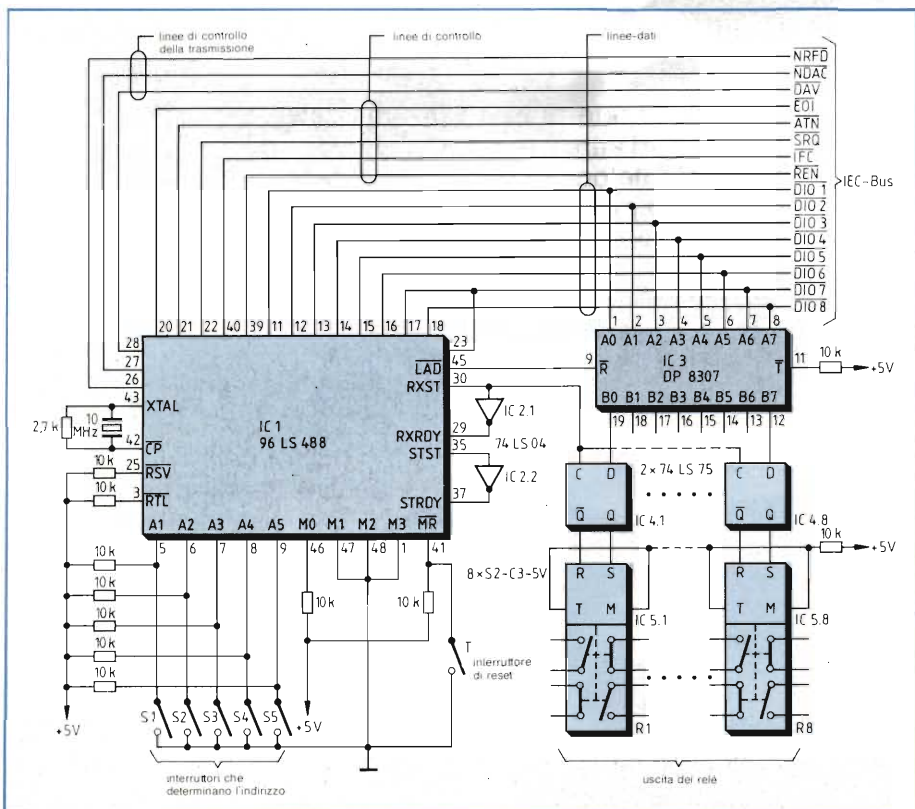 linee di controllo
della trasmissione
linee di controllo
linee-dati
NRFD
NDAC
DAV
EOI
ATN
SRQ
IFC
REN
DIO 1
DIO 2
DIO 3
DIO 4
DIO 5
DIO 6
DIO 7
DIO 8
IEC-Bus
20 21 22 40 39 11 12 13 14 15 16 17 18
28
27
26
43
42
25
3
23
45
30
29
35
37
XTAL
CP
RSV
RTL
LAD
RXST
RXRDY
STST
STRDY
IC 1
96 LS 488
2,7 k
10
MHz
10 k
10 k
A1 A2 A3 A4 A5 M0 M1 M2 M3 MR
5 6 7 8 9 46 47 48 1 41
IC 2.1
74 LS 04
IC 2.2
1 2 3 4 5 6 7 8
A0 A1 A2 A3 A4 A5 A6 A7
9 R
IC 3
DP 8307
T 11
10 k
+5V
B0 B1 B2 B3 B4 B5 B6 B7
19 18 17 16 15 14 13 12
C D
Q Q
IC 4.1
2 x 74 LS 75
C D
Q Q
IC 4.8
10 k
+5V
8 x S2-C3-5V
R S
T M
IC 5.1
R1
R S
T M
IC 5.8
R8
10 k
10 k
10 k
10 k
10 k
10 k
10 k
T
interruttore
di reset
S1 S2 S3 S4 S5
+5V
+5V
interruttori che
determinano l'indirizzo
uscita dei relé